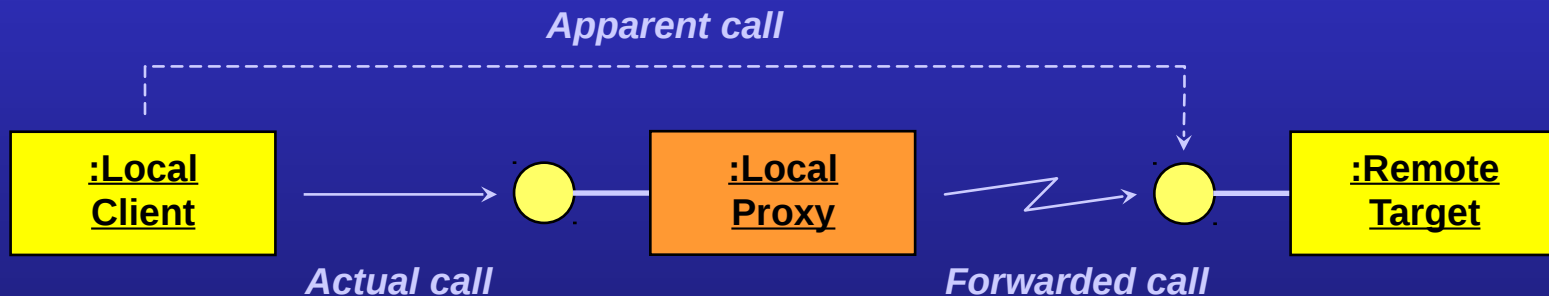 Apparent call
:Local
Client
:Local
Proxy
:Remote
Target
Actual call
Forwarded call